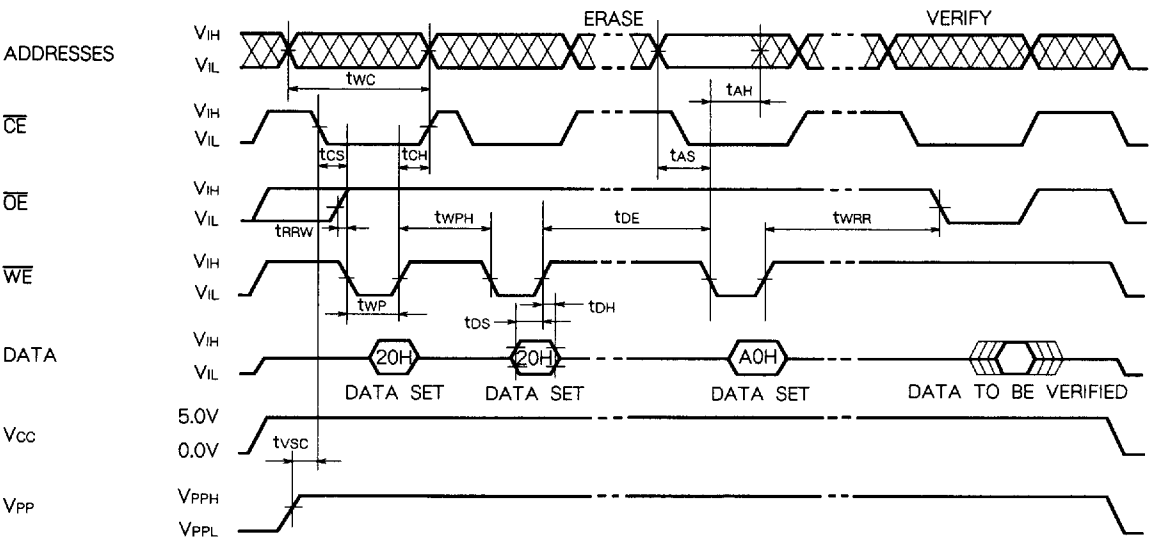 ERASE VERIFY
ADDRESSES VIH
VIL
tWC tAH
CE VIH
VIL
tCS tCH tAS
OE VIH
VIL
tRRW tWPH tDE tWRR
WE VIH
VIL
tWP tDS tDH
DATA VIH
VIL
20H 20H A0H
DATA SET DATA SET DATA SET DATA TO BE VERIFIED
VCC 5.0V
0.0V
tVSC
VPP VPPH
VPPL